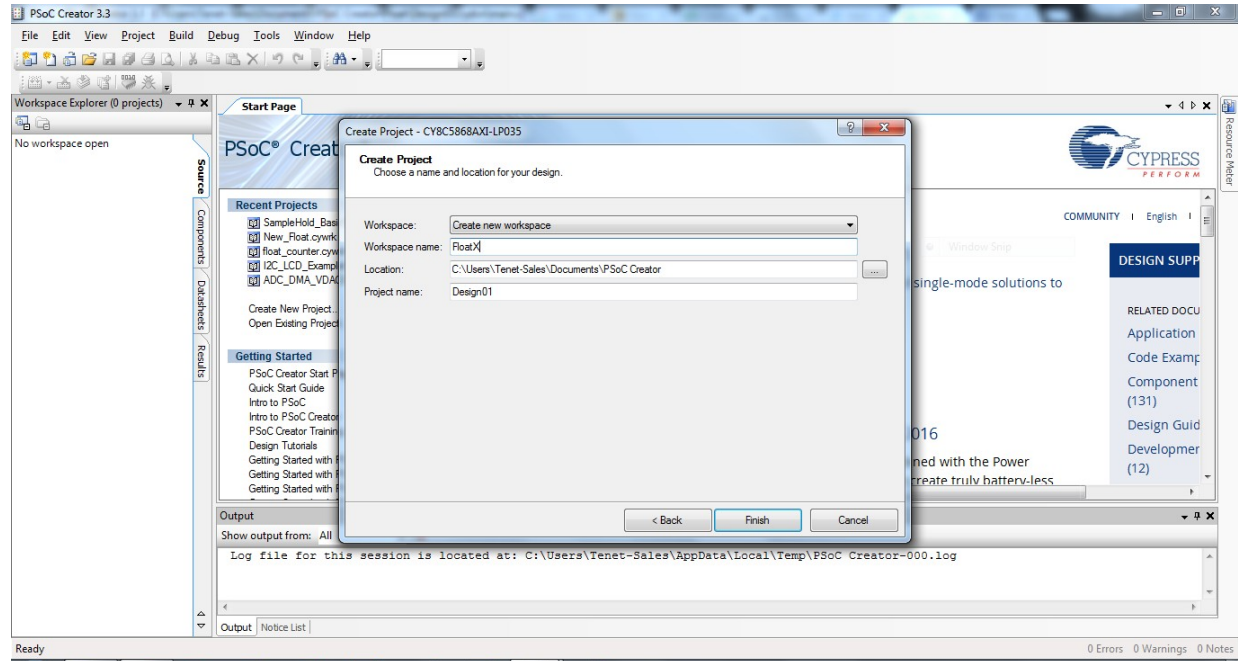 PSoC Creator 3.3
File Edit View Project Build Debug Tools Window Help
Workspace Explorer (0 projects)
No workspace open
Source
Components
Datasheets
Results
Start Page
PSoC® Creat
Recent Projects
SampleHold_Basi
New_Float.cywrk
float_counter.cyw
I2C_LCD_Exampl
ADC_DMA_VDAC
Create New Project...
Open Existing Project
Getting Started
PSoC Creator Start P
Quick Start Guide
Intro to PSoC
Intro to PSoC Creator
PSoC Creator Trainin
Design Tutorials
Getting Started with
Getting Started with
Getting Started with
Create Project - CY8C5868AXI-LP035
Create Project
Choose a name and location for your design.
Workspace: Create new workspace
Workspace name: FloatX
Location: C:\Users\Tenet-Sales\Documents\PSoC Creator ...
Project name: Design01
< Back Finish Cancel
CYPRESS
PERFORM
COMMUNITY | English |
Window Snip
DESIGN SUPP
single-mode solutions to
RELATED DOCU
Application
Code Examp
Component
(131)
Design Guid
Developmer
(12)
016
ned with the Power
create truly battery-less
Resource Meter
Output
Show output from: All
Log file for this session is located at: C:\Users\Tenet-Sales\AppData\Local\Temp\PSoC Creator-000.log
Output Notice List
Ready
0 Errors 0 Warnings 0 Notes